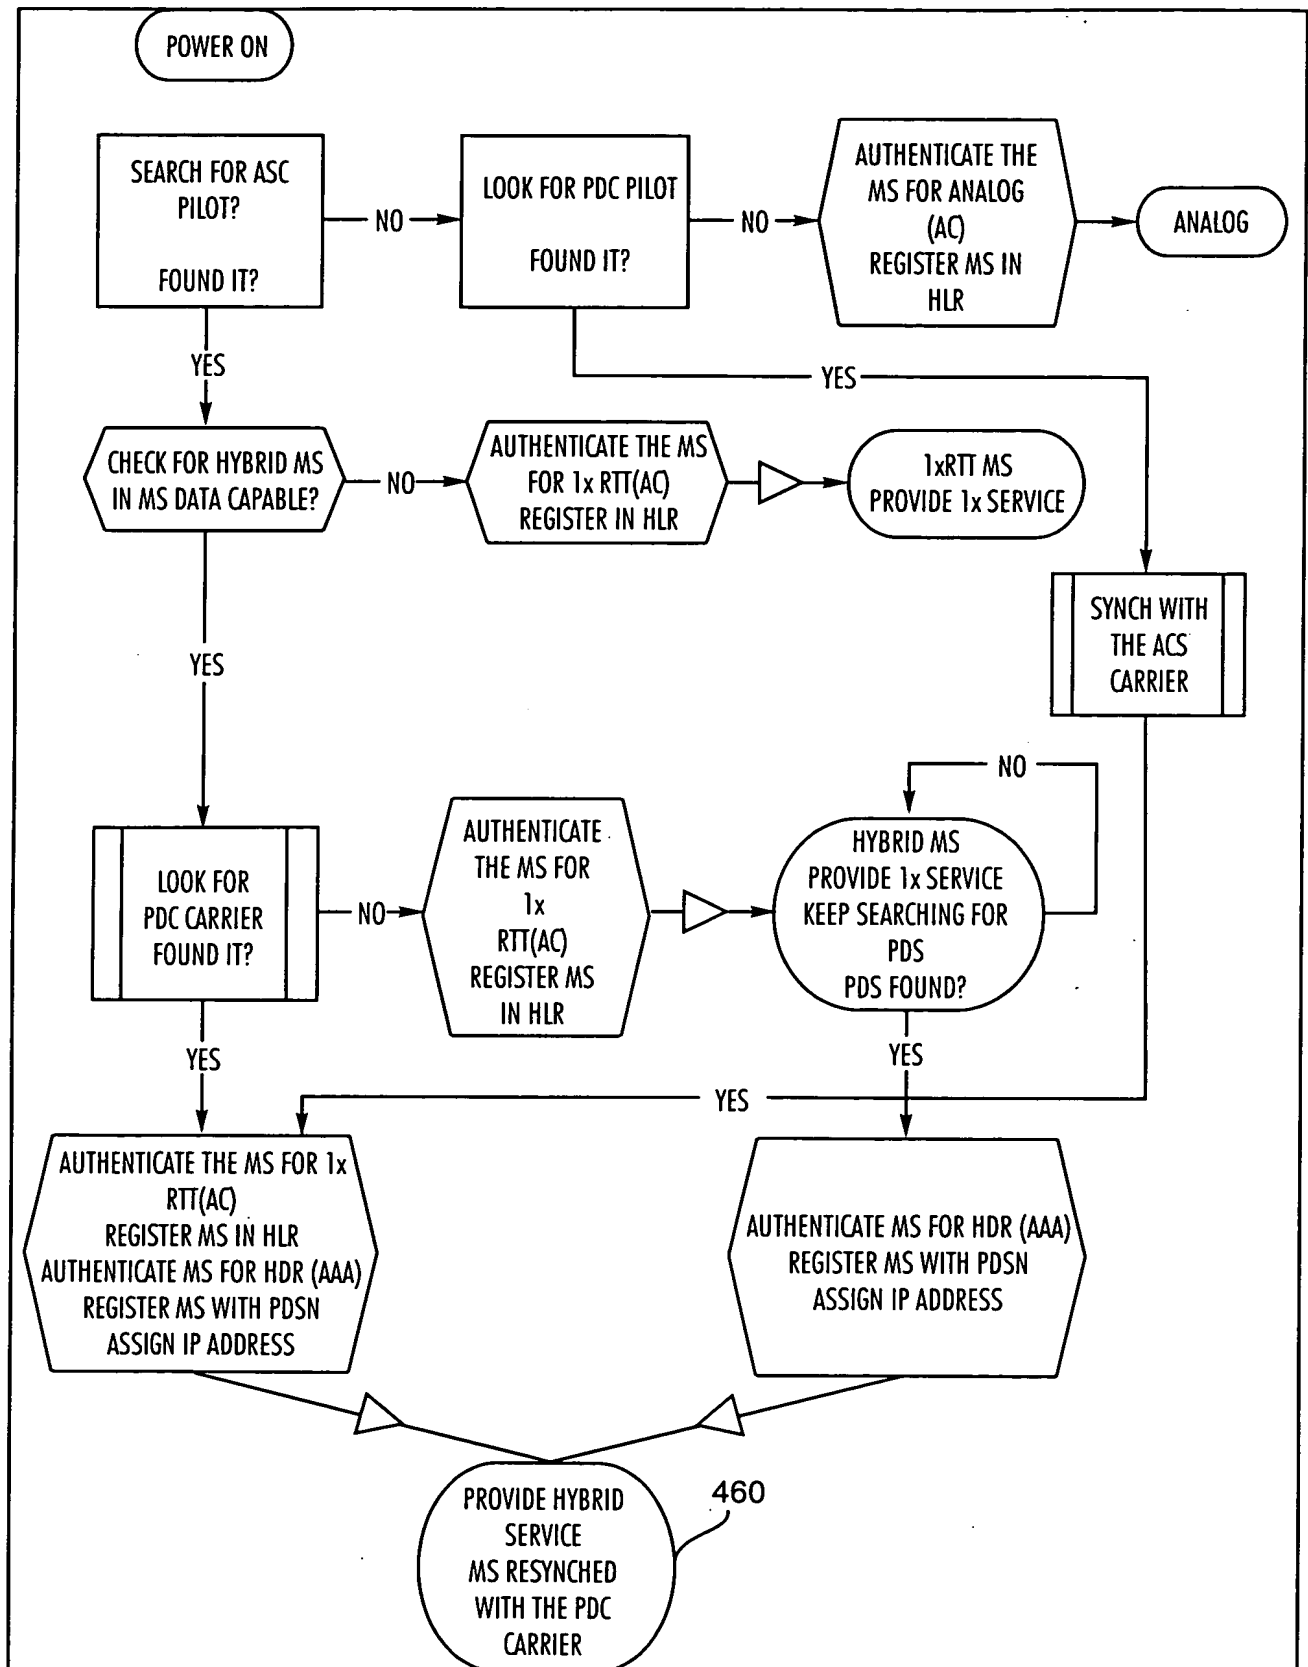 POWER ON
SEARCH FOR ASC
PILOT?
FOUND IT?
NO
LOOK FOR PDC PILOT
FOUND IT?
NO
AUTHENTICATE THE
MS FOR ANALOG
(AC)
REGISTER MS IN
HLR
ANALOG
YES
YES
CHECK FOR HYBRID MS
IN MS DATA CAPABLE?
NO
AUTHENTICATE THE MS
FOR 1x RTT(AC)
REGISTER IN HLR
1xRTT MS
PROVIDE 1x SERVICE
SYNCH WITH
THE ACS
CARRIER
YES
NO
LOOK FOR
PDC CARRIER
FOUND IT?
NO
AUTHENTICATE
THE MS FOR
1x
RTT(AC)
REGISTER MS
IN HLR
HYBRID MS
PROVIDE 1x SERVICE
KEEP SEARCHING FOR
PDS
PDS FOUND?
YES
YES
YES
AUTHENTICATE THE MS FOR 1x
RTT(AC)
REGISTER MS IN HLR
AUTHENTICATE MS FOR HDR (AAA)
REGISTER MS WITH PDSN
ASSIGN IP ADDRESS
AUTHENTICATE MS FOR HDR (AAA)
REGISTER MS WITH PDSN
ASSIGN IP ADDRESS
PROVIDE HYBRID
SERVICE
MS RESYNCHED
WITH THE PDC
CARRIER
460